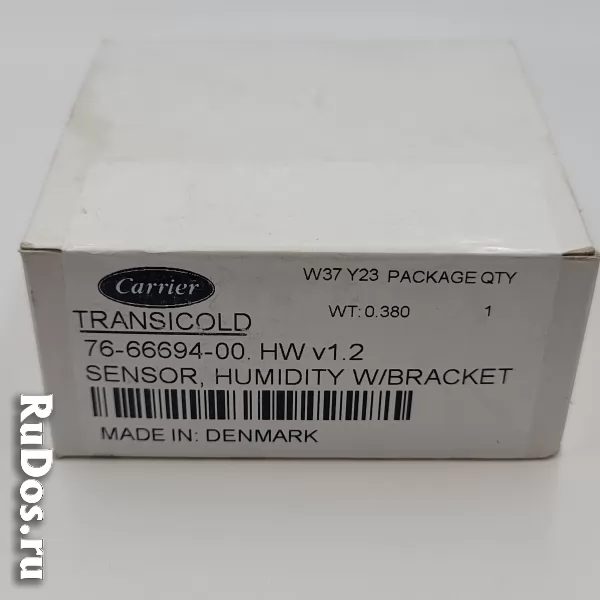 Carrier
W37 Y23 PACKAGE QTY
WT: 0.380 1
TRANSICOLD
76-66694-00. HW v1.2
SENSOR, HUMIDITY W/BRACKET
MADE IN: DENMARK
RuDos.ru